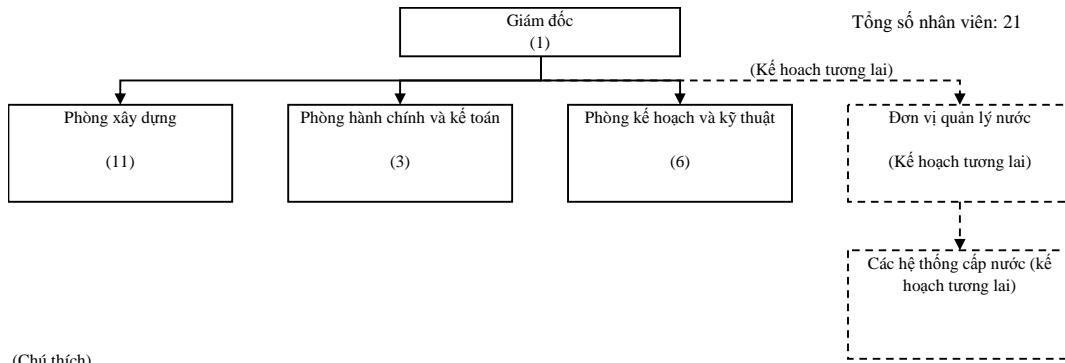 Giám đốc
(1)
Tổng số nhân viên: 21
(Kế hoach tương lai)
Phòng xây dựng
(11)
Phòng hành chính và kế toán
(3)
Phòng kế hoạch và kỹ thuật
(6)
Đơn vị quản lý nước
(Kế hoạch tương lai)
Các hệ thống cấp nước (kế
hoạch tương lai)
(Chú thích)